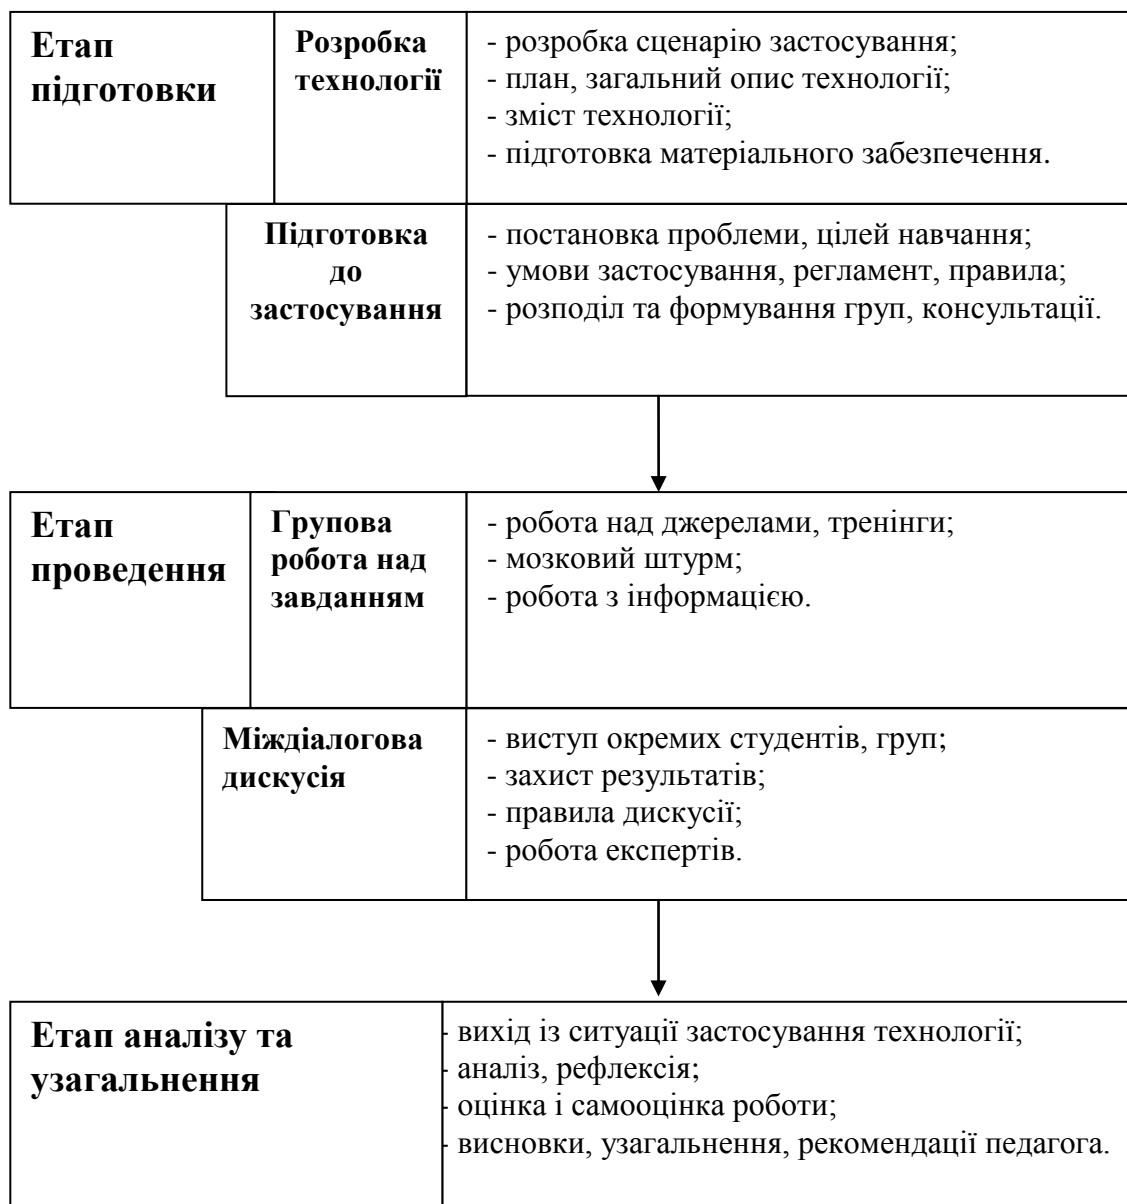 Етап
підготовки
Розробка
технології
- розробка сценарію застосування;
- план, загальний опис технології;
- зміст технології;
- підготовка матеріального забезпечення.
Підготовка
до
застосування
- постановка проблеми, цілей навчання;
- умови застосування, регламент, правила;
- розподіл та формування груп, консультації.
Етап
проведення
Групова
робота над
завданням
- робота над джерелами, тренінги;
- мозковий штурм;
- робота з інформацією.
Міждіалогова
дискусія
- виступ окремих студентів, груп;
- захист результатів;
- правила дискусії;
- робота експертів.
Етап аналізу та
узагальнення
- вихід із ситуації застосування технології;
- аналіз, рефлексія;
- оцінка і самооцінка роботи;
- висновки, узагальнення, рекомендації педагога.